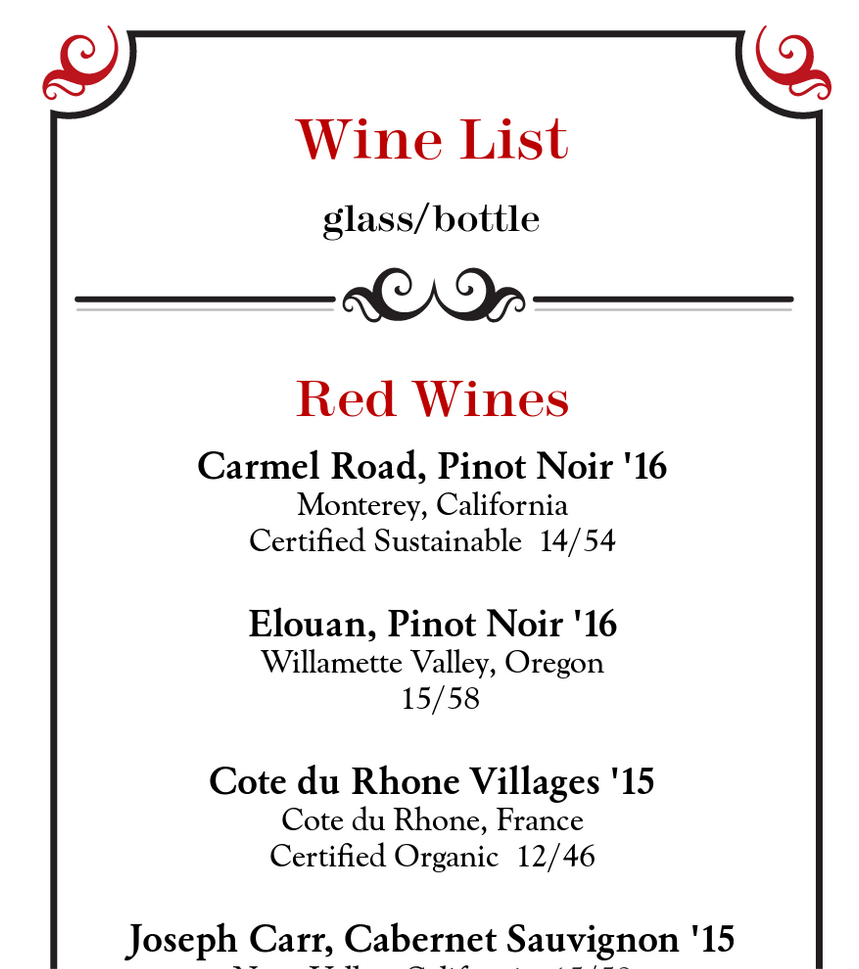 Wine List
glass/bottle
Red Wines
Carmel Road, Pinot Noir '16
Monterey, California
Certified Sustainable 14/54
Elouan, Pinot Noir '16
Willamette Valley, Oregon
15/58
Cote du Rhone Villages '15
Cote du Rhone, France
Certified Organic 12/46
Joseph Carr, Cabernet Sauvignon '15